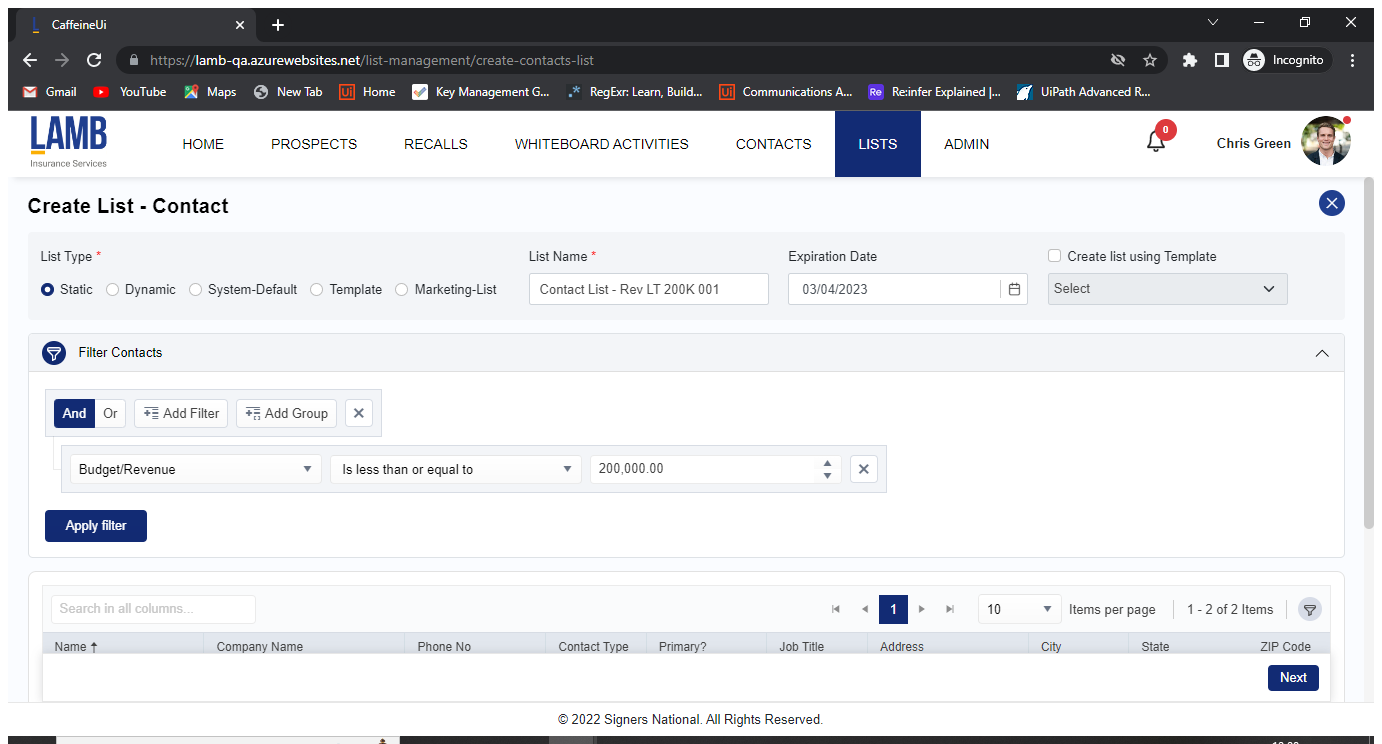 CaffeineUi
https://lamb-qa.azurewebsites.net/list-management/create-contacts-list
Incognito
Gmail YouTube Maps New Tab Home Key Management G... RegExr: Learn, Build... Communications A... Re:infer Explained |... UiPath Advanced R...
LAMB
Insurance Services
HOME PROSPECTS RECALLS WHITEBOARD ACTIVITIES CONTACTS LISTS ADMIN 0 Chris Green
Create List - Contact
List Type * List Name * Expiration Date Create list using Template
Static Dynamic System-Default Template Marketing-List Contact List - Rev LT 200K 001 03/04/2023 Select
Filter Contacts
And Or Add Filter Add Group
Budget/Revenue Is less than or equal to 200,000.00
Apply filter
Search in all columns... 1 10 Items per page 1 - 2 of 2 Items
Name Company Name Phone No Contact Type Primary? Job Title Address City State ZIP Code
Next
© 2022 Signers National. All Rights Reserved.